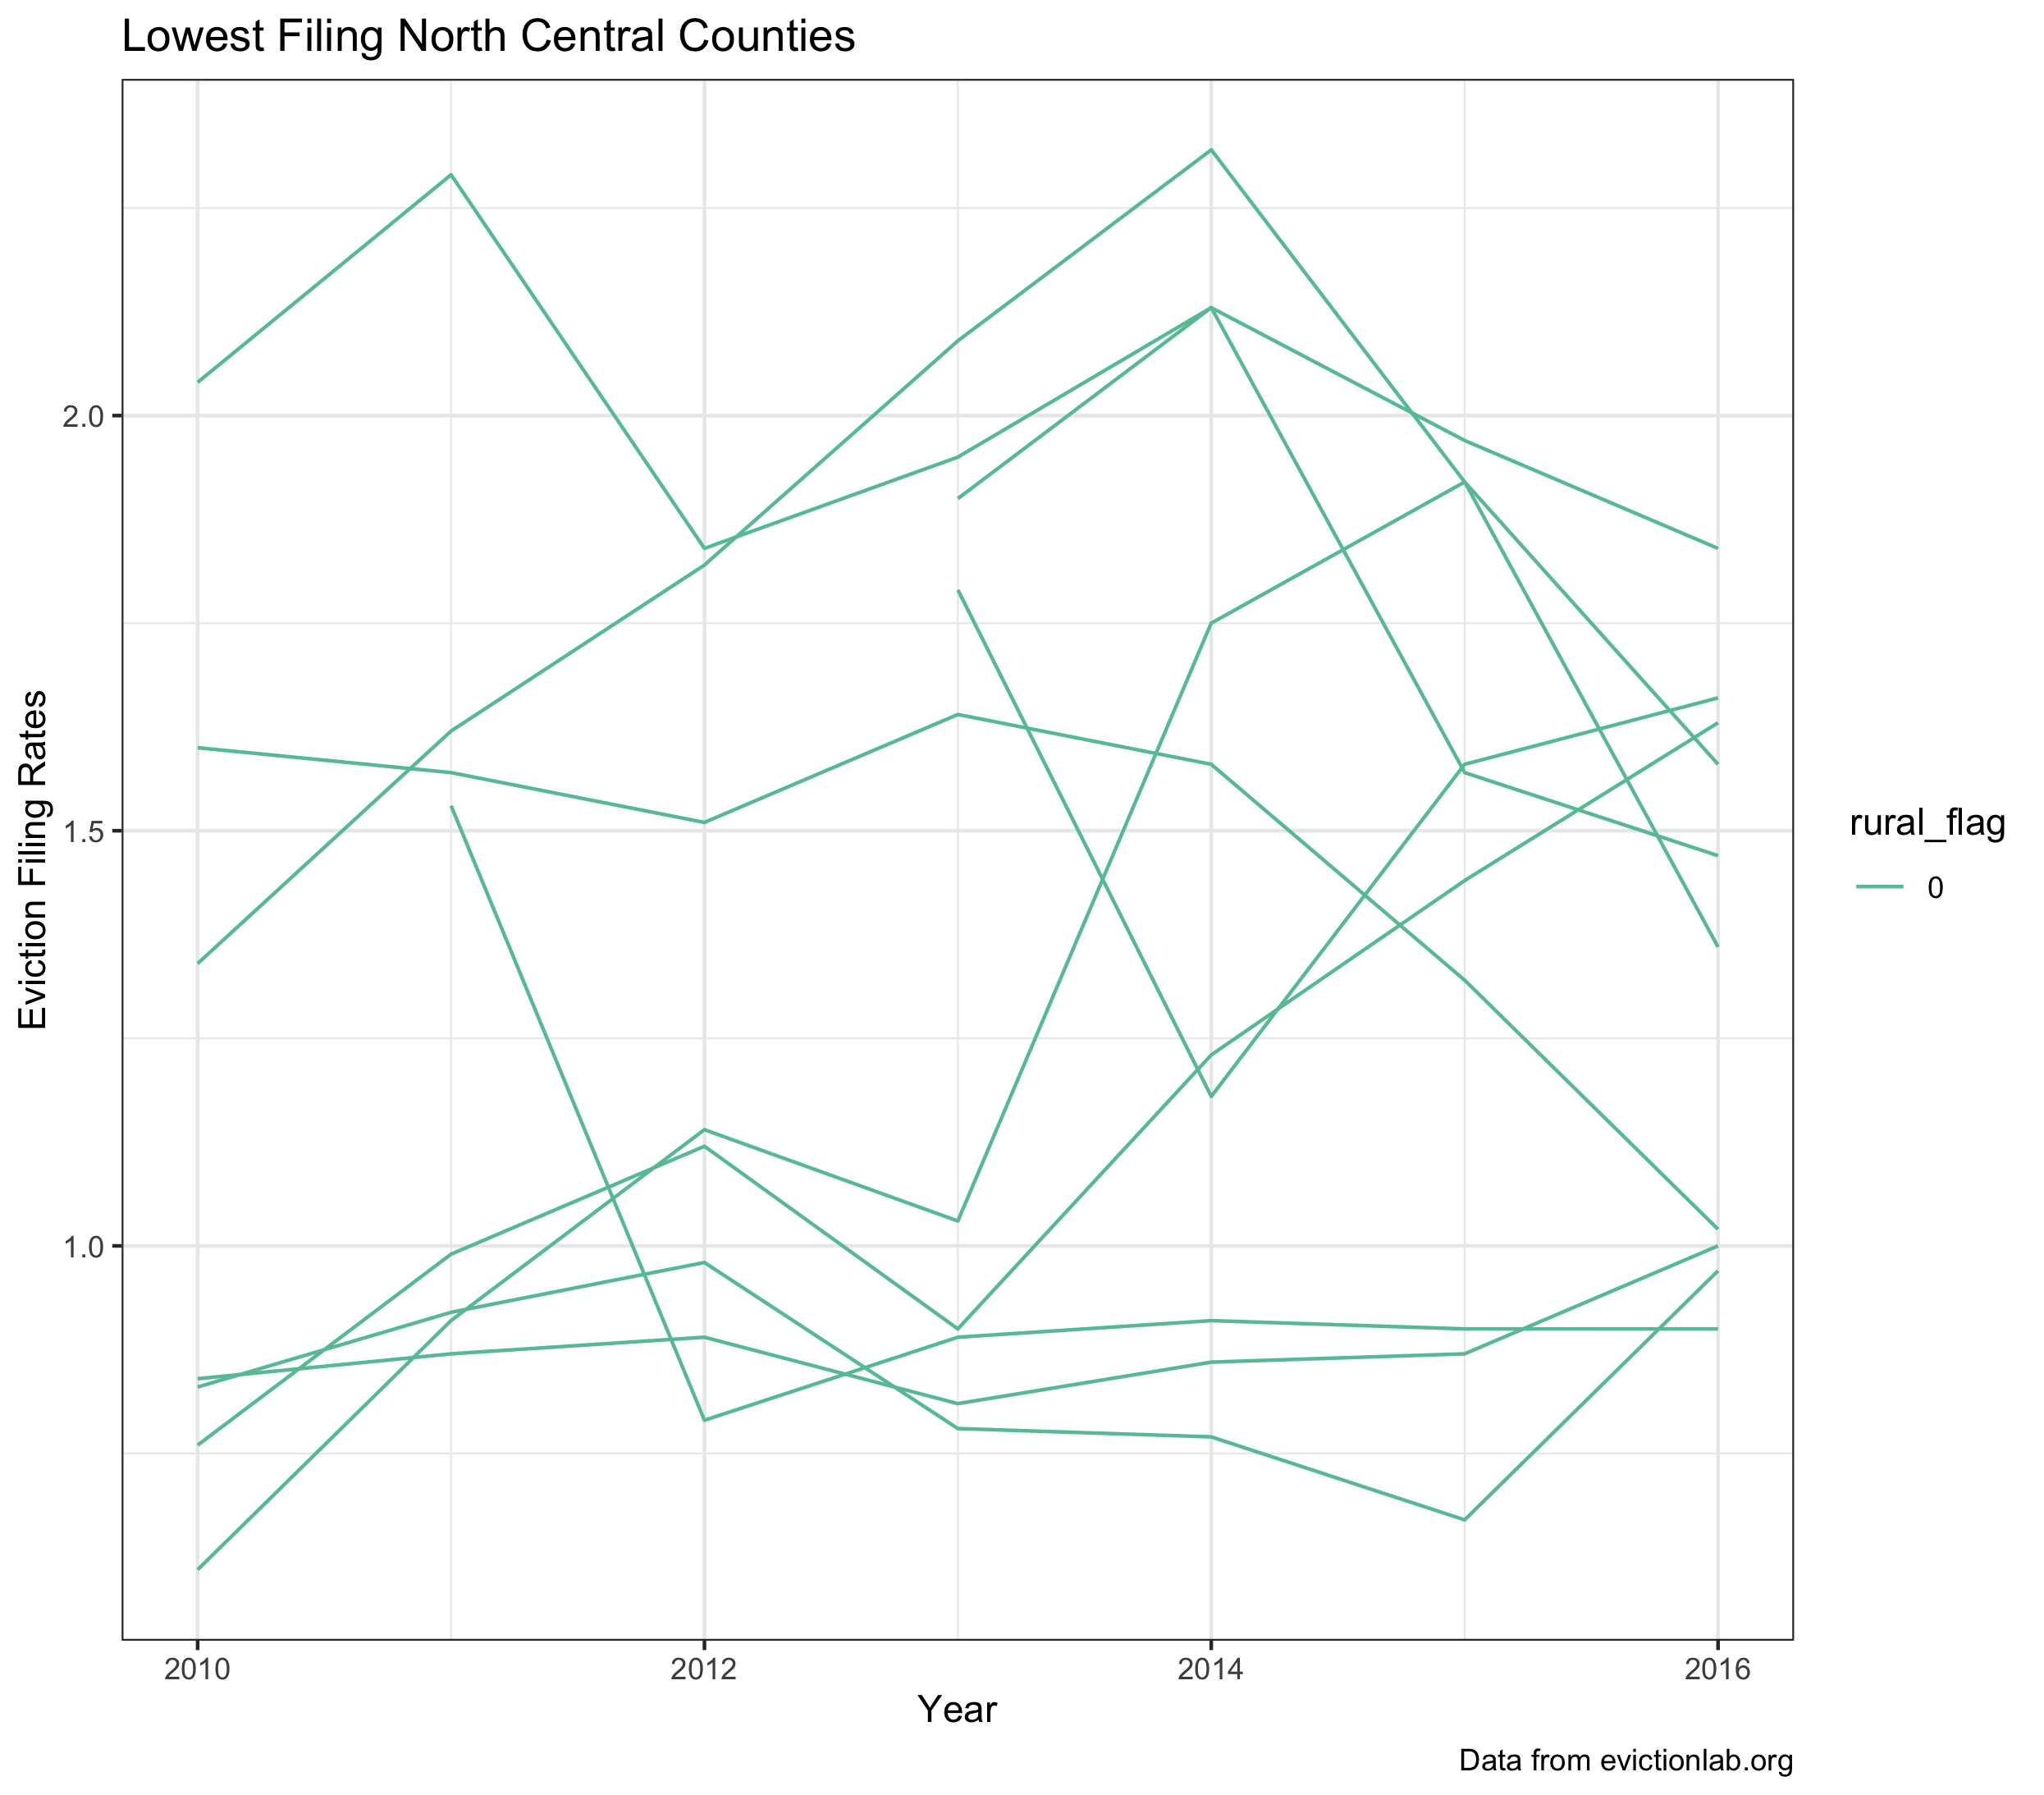 Lowest Filing North Central Counties
Eviction Filing Rates
2.0
1.5
1.0
2010
2012
2014
2016
Year
rural_flag
0
Data from evictionlab.org